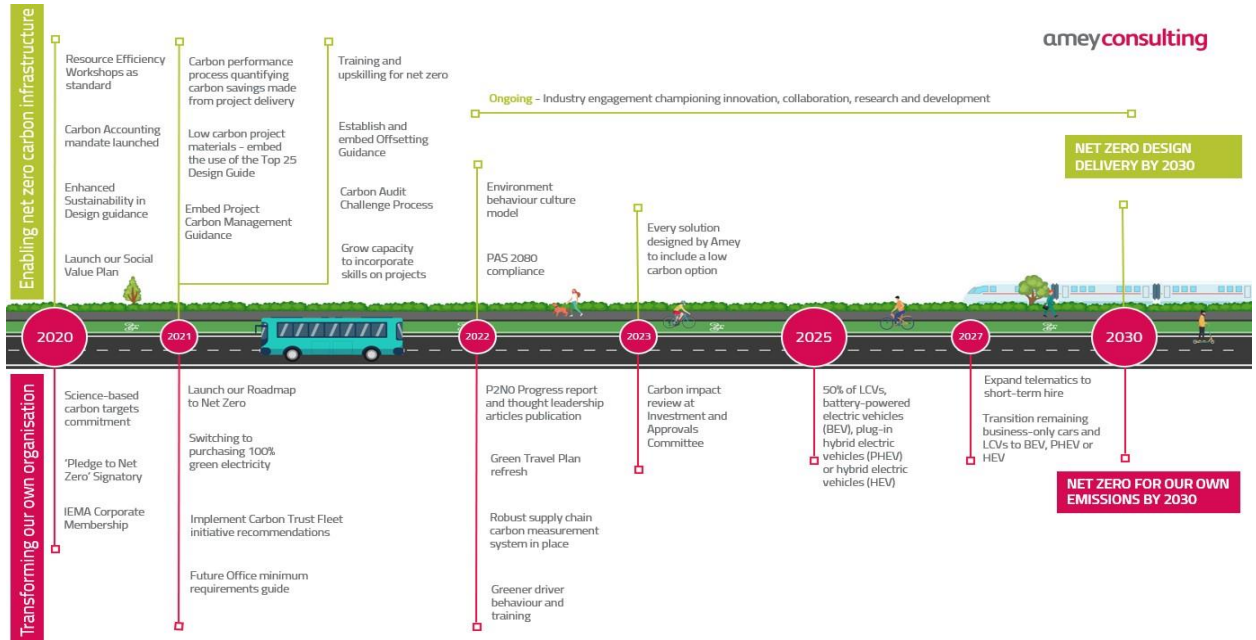 Enabling net zero carbon infrastructure
Resource Efficiency
Workshops as
standard
Carbon Accounting
mandate launched
Enhanced
Sustainability in
Design guidance
Launch our Social
Value Plan
Carbon performance
process quantifying
carbon savings made
from project delivery
Low carbon project
materials - embed
the use of the Top 25
Design Guide
Embed Project
Carbon Management
Guidance
Training and
upskilling for net zero
Establish and
embed Offsetting
Guidance
Carbon Audit
Challenge Process
Grow capacity
to incorporate
skills on projects
ameyconsulting
Ongoing - Industry engagement championing innovation, collaboration, research and development
Environment
behaviour culture
model
PAS 2080
compliance
Every solution
designed by Amey
to include a low
carbon option
NET ZERO DESIGN
DELIVERY BY 2030
2020
2021
2022
2023
2025
2027
2030
Transforming our own organisation
Science-based
carbon targets
commitment
'Pledge to Net
Zero' Signatory
IEMA Corporate
Membership
Launch our Roadmap
to Net Zero
Switching to
purchasing 100%
green electricity
Implement Carbon Trust Fleet
initiative recommendations
Future Office minimum
requirements guide
P2N0 Progress report
and thought leadership
articles publication
Green Travel Plan
refresh
Robust supply chain
carbon measurement
system in place
Greener driver
behaviour and
training
Carbon impact
review at
Investment and
Approvals
Committee
50% of LCVs,
battery-powered
electric vehicles
(BEV), plug-in
hybrid electric
vehicles (PHEV)
or hybrid electric
vehicles (HEV)
Expand telematics to
short-term hire
Transition remaining
business-only cars and
LCVs to BEV, PHEV or
HEV
NET ZERO FOR OUR OWN
EMISSIONS BY 2030